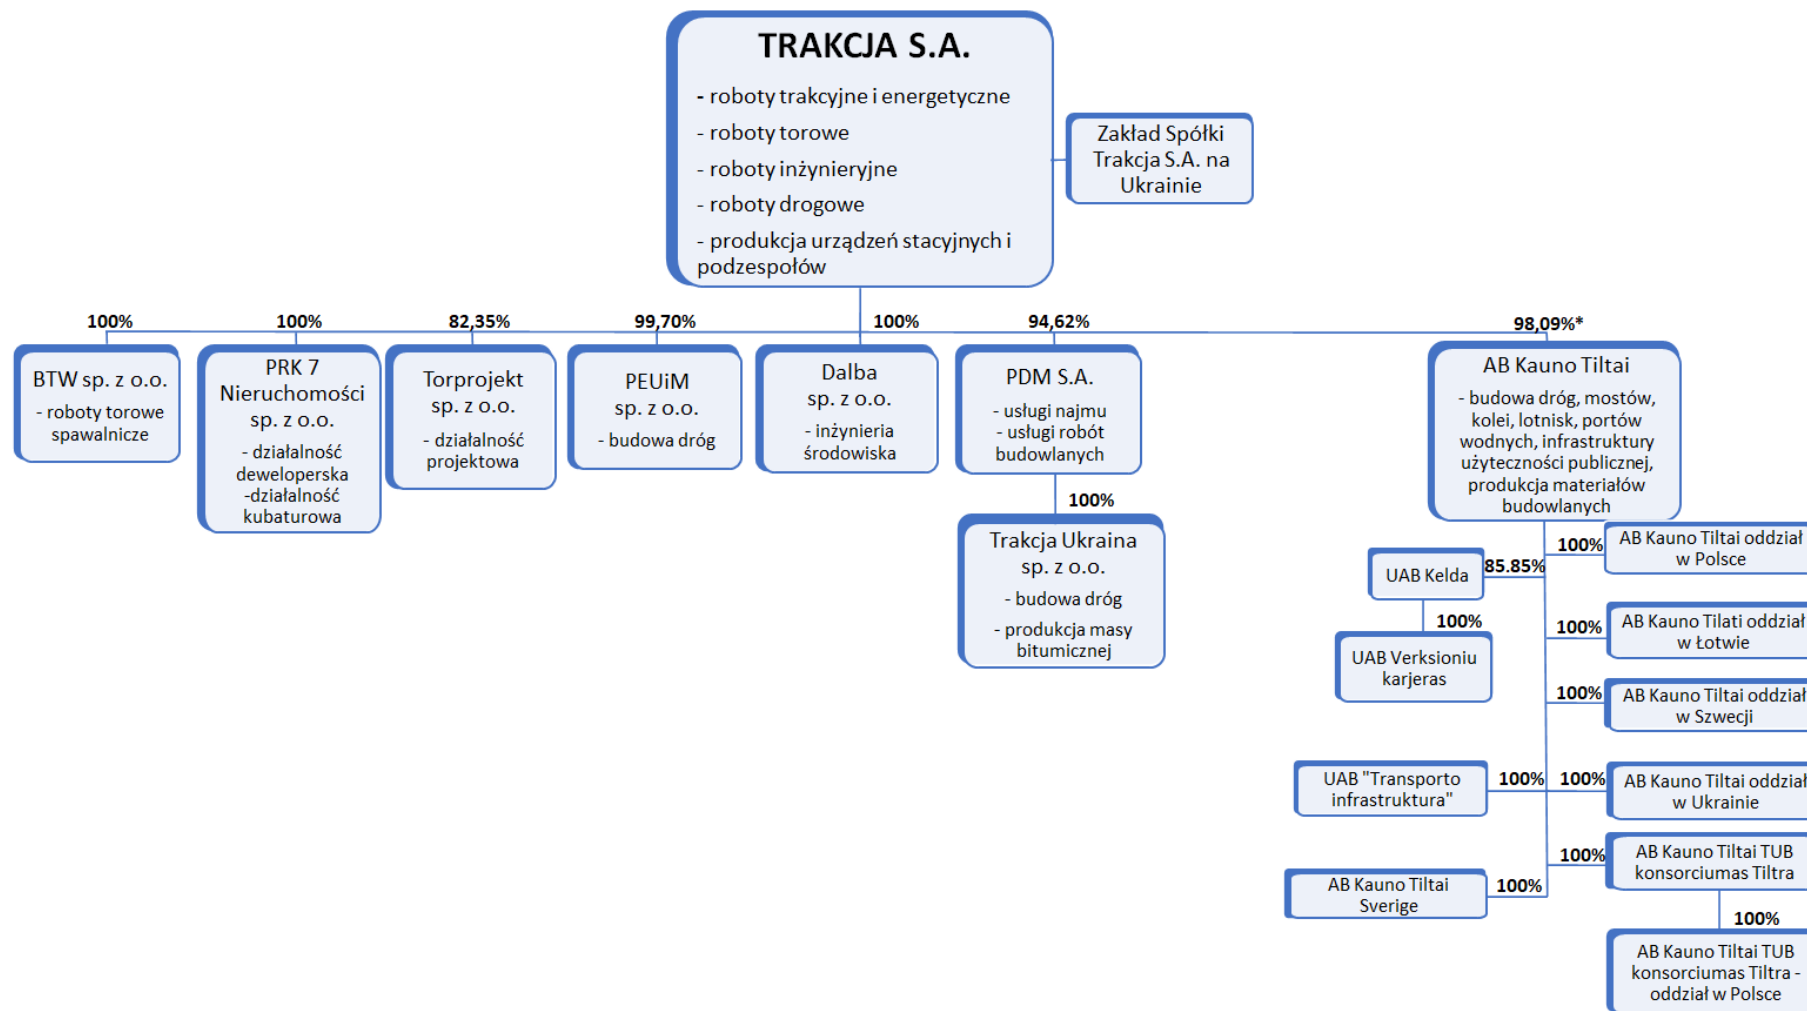 TRAKCJA S.A.
- roboty trakcyjne i energetyczne
- roboty torowe
- roboty inżynieryjne
- roboty drogowe
- produkcja urządzeń stacyjnych i
podzespołów
Zakład Spółki
Trakcja S.A. na
Ukrainie
100%
100%
82,35%
99,70%
100%
94,62%
98,09%*
BTW sp. z o.o.
- roboty torowe
spawalnicze
PRK 7
Nieruchomości
sp. z o.o.
- działalność
deweloperska
-działalność
kubaturowa
Torprojekt
sp. z o.o.
- działalność
projektowa
PEUiM
sp. z o.o.
- budowa dróg
Dalba
sp. z o.o.
- inżynieria
środowiska
PDM S.A.
- usługi najmu
- usługi robót
budowlanych
100%
Trakcja Ukraina
sp. z o.o.
- budowa dróg
- produkcja masy
bitumicznej
AB Kauno Tiltai
- budowa dróg, mostów,
kolei, lotnisk, portów
wodnych, infrastruktury
użyteczności publicznej,
produkcja materiałów
budowlanych
100%
AB Kauno Tiltai oddział
w Polsce
85.85%
UAB Kelda
100%
UAB Verksioniu
karjeras
100%
AB Kauno Tilati oddział
w Łotwie
100%
AB Kauno Tiltai oddział
w Szwecji
UAB "Transporto
infrastruktura"
100%
100%
AB Kauno Tiltai oddział
w Ukrainie
100%
AB Kauno Tiltai TUB
konsorciumas Tiltra
AB Kauno Tiltai
Sverige
100%
100%
AB Kauno Tiltai TUB
konsorciumas Tiltra -
oddział w Polsce